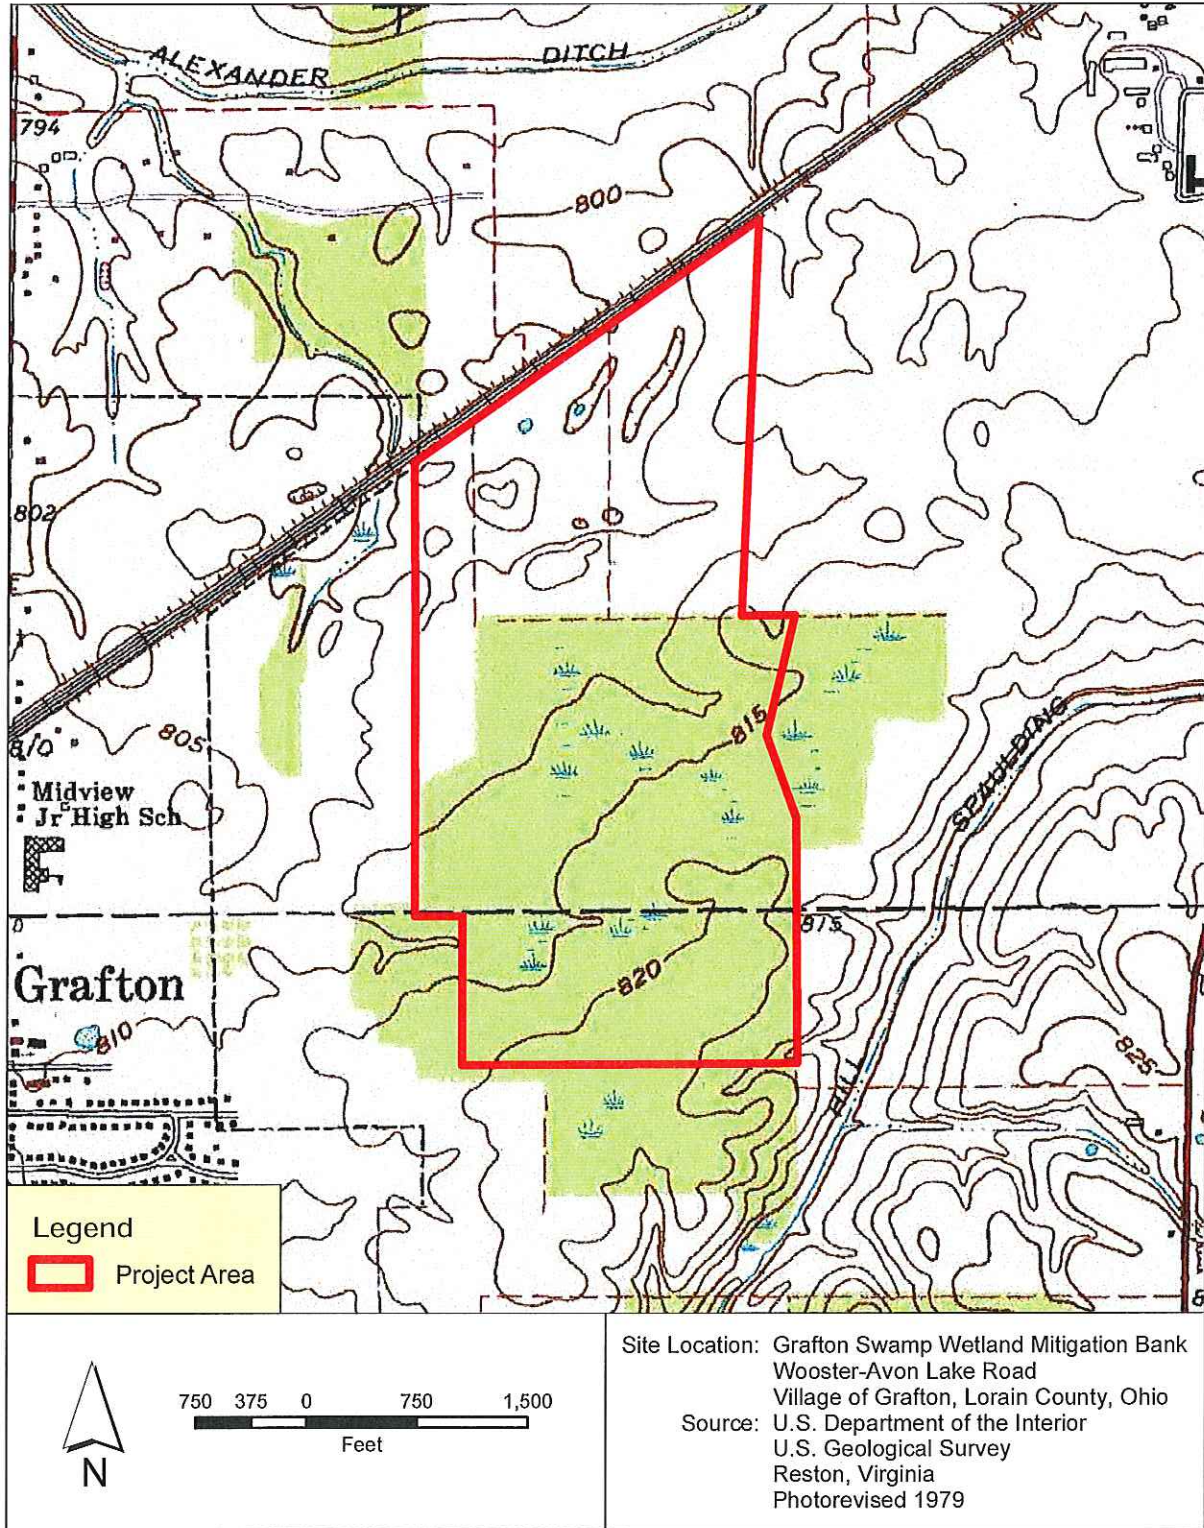 ALEXANDER DITCH
794
800
802
810
805
815
Midview
Jr High Sch
SPAULDING
815
Grafton
820
810
825
HILL
Legend
Project Area
N
750 375 0 750 1,500
Feet
Site Location: Grafton Swamp Wetland Mitigation Bank
Wooster-Avon Lake Road
Village of Grafton, Lorain County, Ohio
Source: U.S. Department of the Interior
U.S. Geological Survey
Reston, Virginia
Photorevised 1979